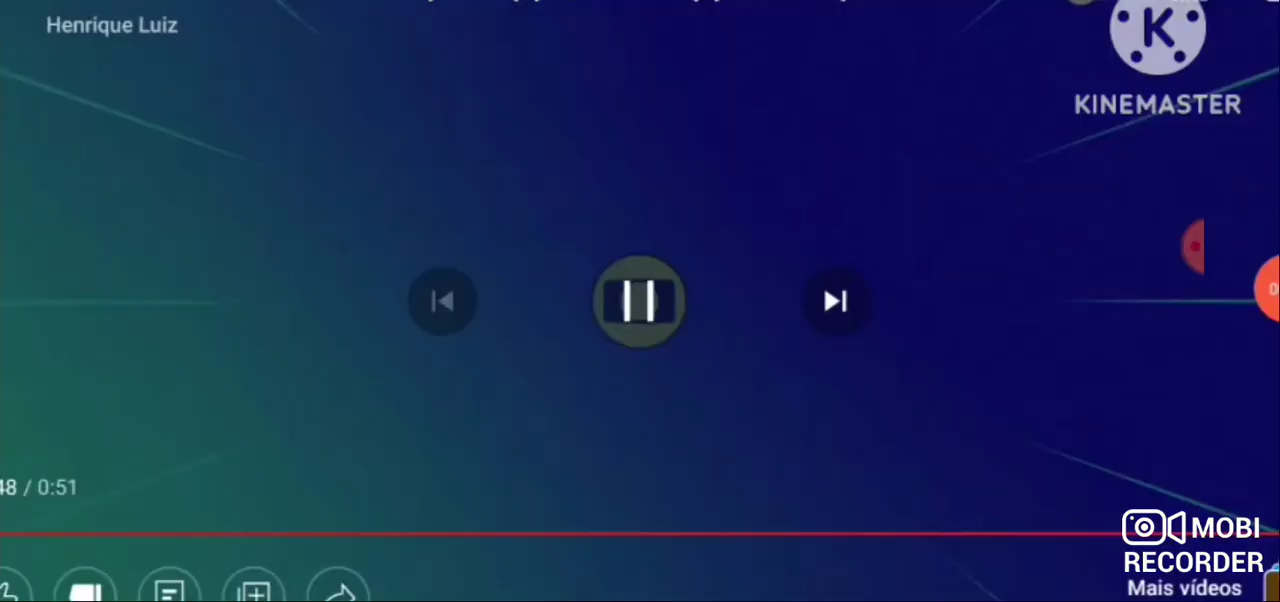 Henrique Luiz
KINEMASTER
48 / 0:51
MOBI
RECORDER
Mais vídeos